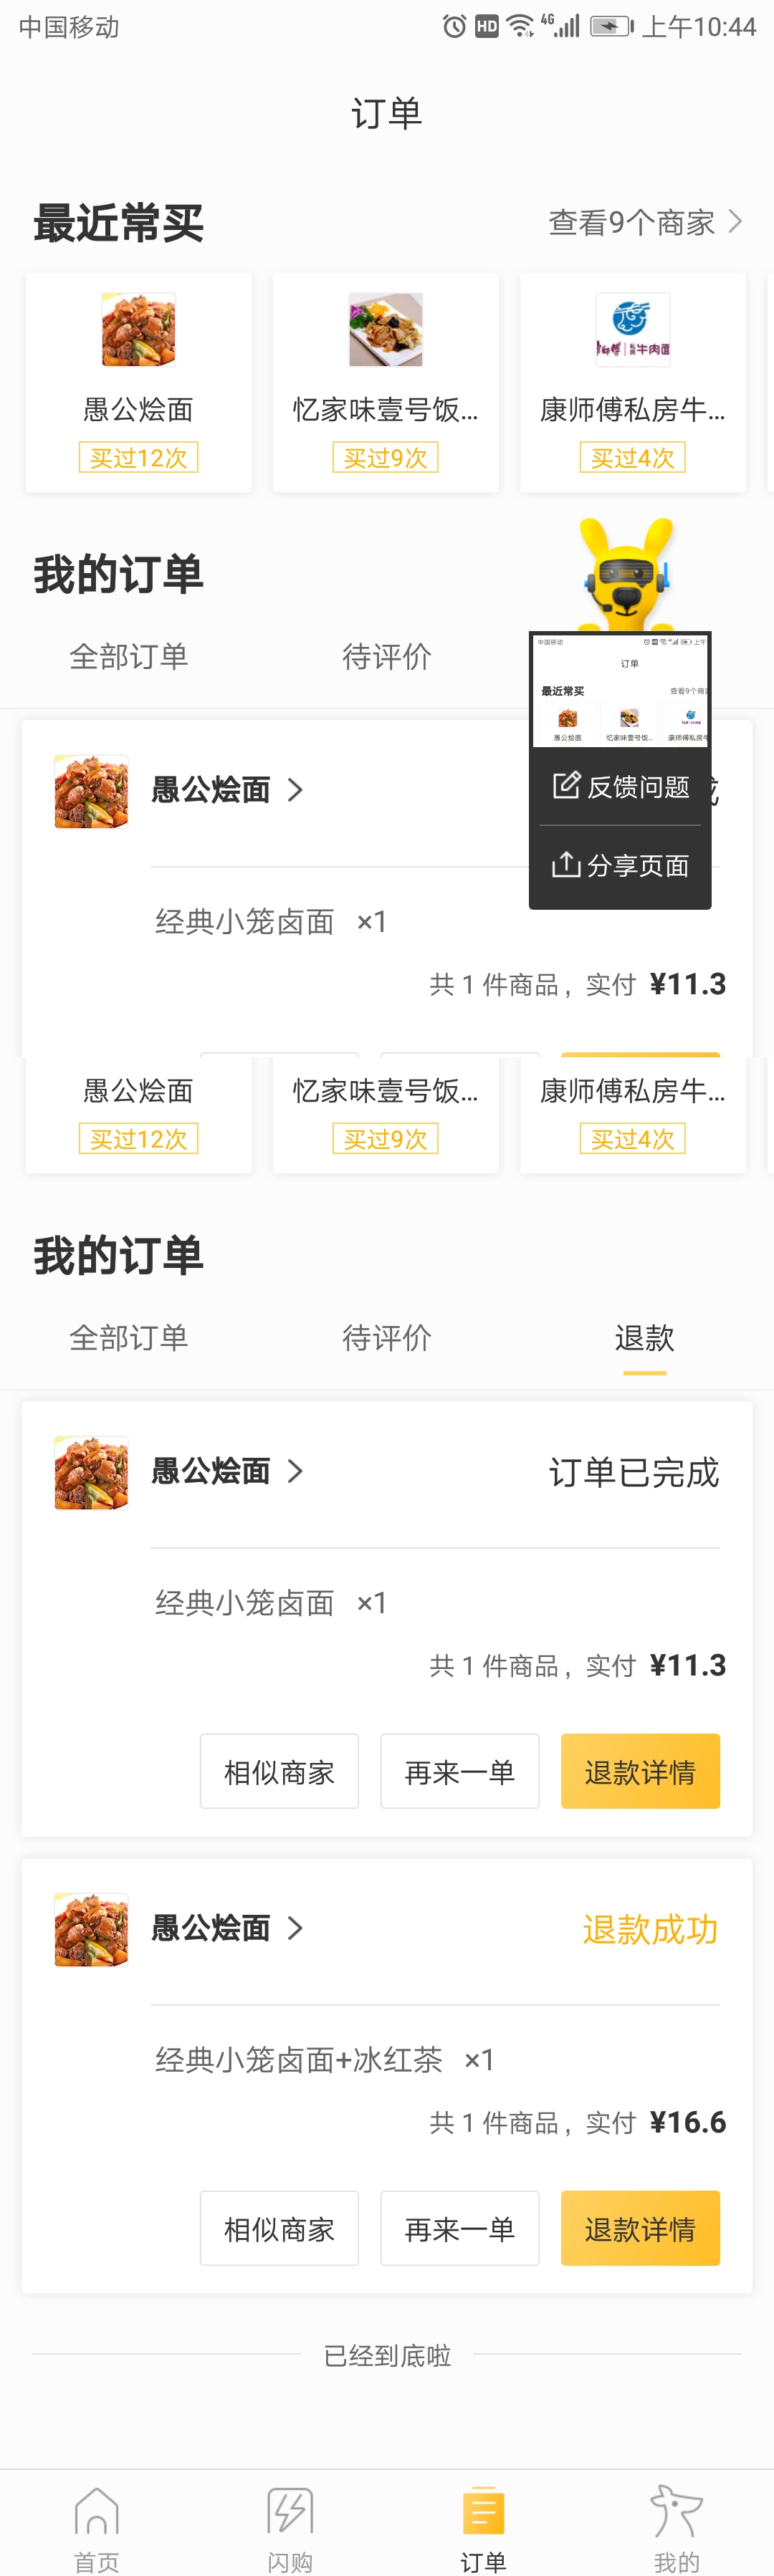 中国移动 HD 4G 上午10:44
订单
最近常买 查看9个商家
康师傅私房牛肉面
愚公烩面 忆家味壹号饭... 康师傅私房牛...
买过12次 买过9次 买过4次
我的订单
全部订单 待评价
中国移动 上午
订单
最近常买 查看9个商
愚公烩面 忆家味壹号饭... 康师傅私房牛
愚公烩面
反馈问题
分享页面
经典小笼卤面 ×1
共 1 件商品，实付 ¥11.3
愚公烩面 忆家味壹号饭... 康师傅私房牛...
买过12次 买过9次 买过4次
我的订单
全部订单 待评价 退款
愚公烩面 订单已完成
经典小笼卤面 ×1
共 1 件商品，实付 ¥11.3
相似商家 再来一单 退款详情
愚公烩面 退款成功
经典小笼卤面+冰红茶 ×1
共 1 件商品，实付 ¥16.6
相似商家 再来一单 退款详情
已经到底啦
首页 闪购 订单 我的